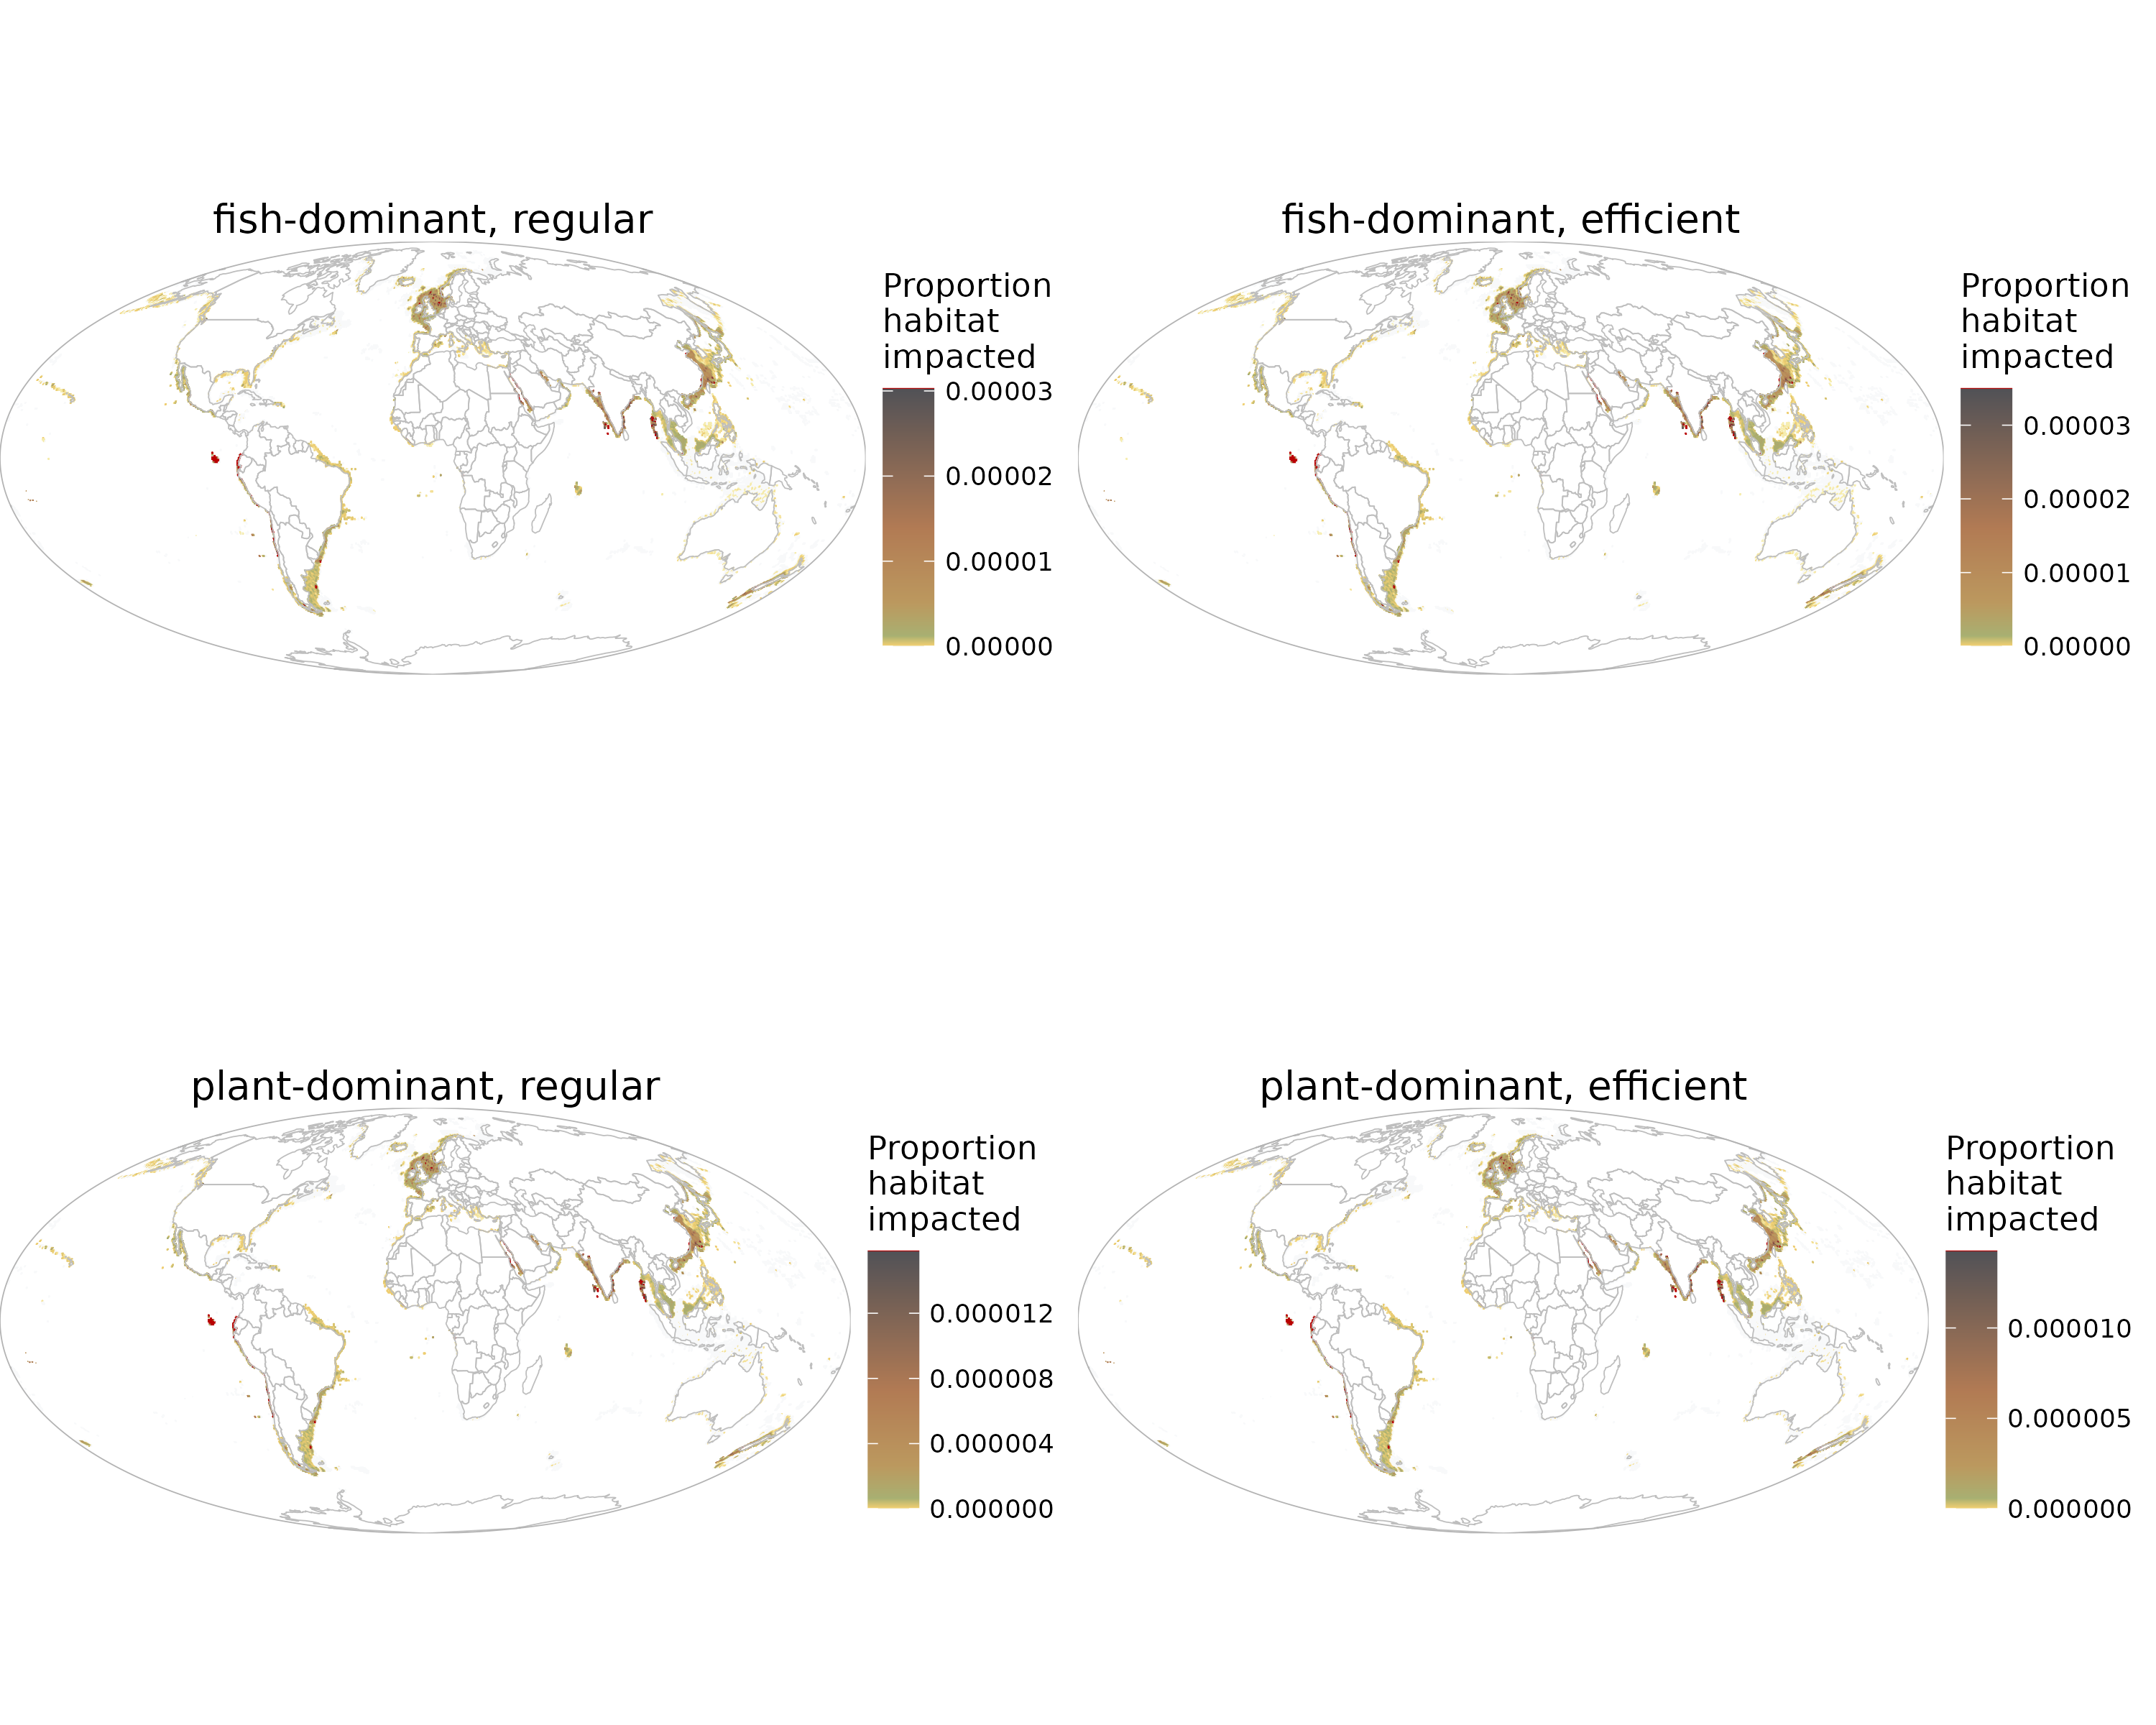 fish-dominant, regular
Proportion
habitat
impacted
0.00003
0.00002
0.00001
0.00000
fish-dominant, efficient
Proportion
habitat
impacted
0.00003
0.00002
0.00001
0.00000
plant-dominant, regular
Proportion
habitat
impacted
0.000012
0.000008
0.000004
0.000000
plant-dominant, efficient
Proportion
habitat
impacted
0.000010
0.000005
0.000000